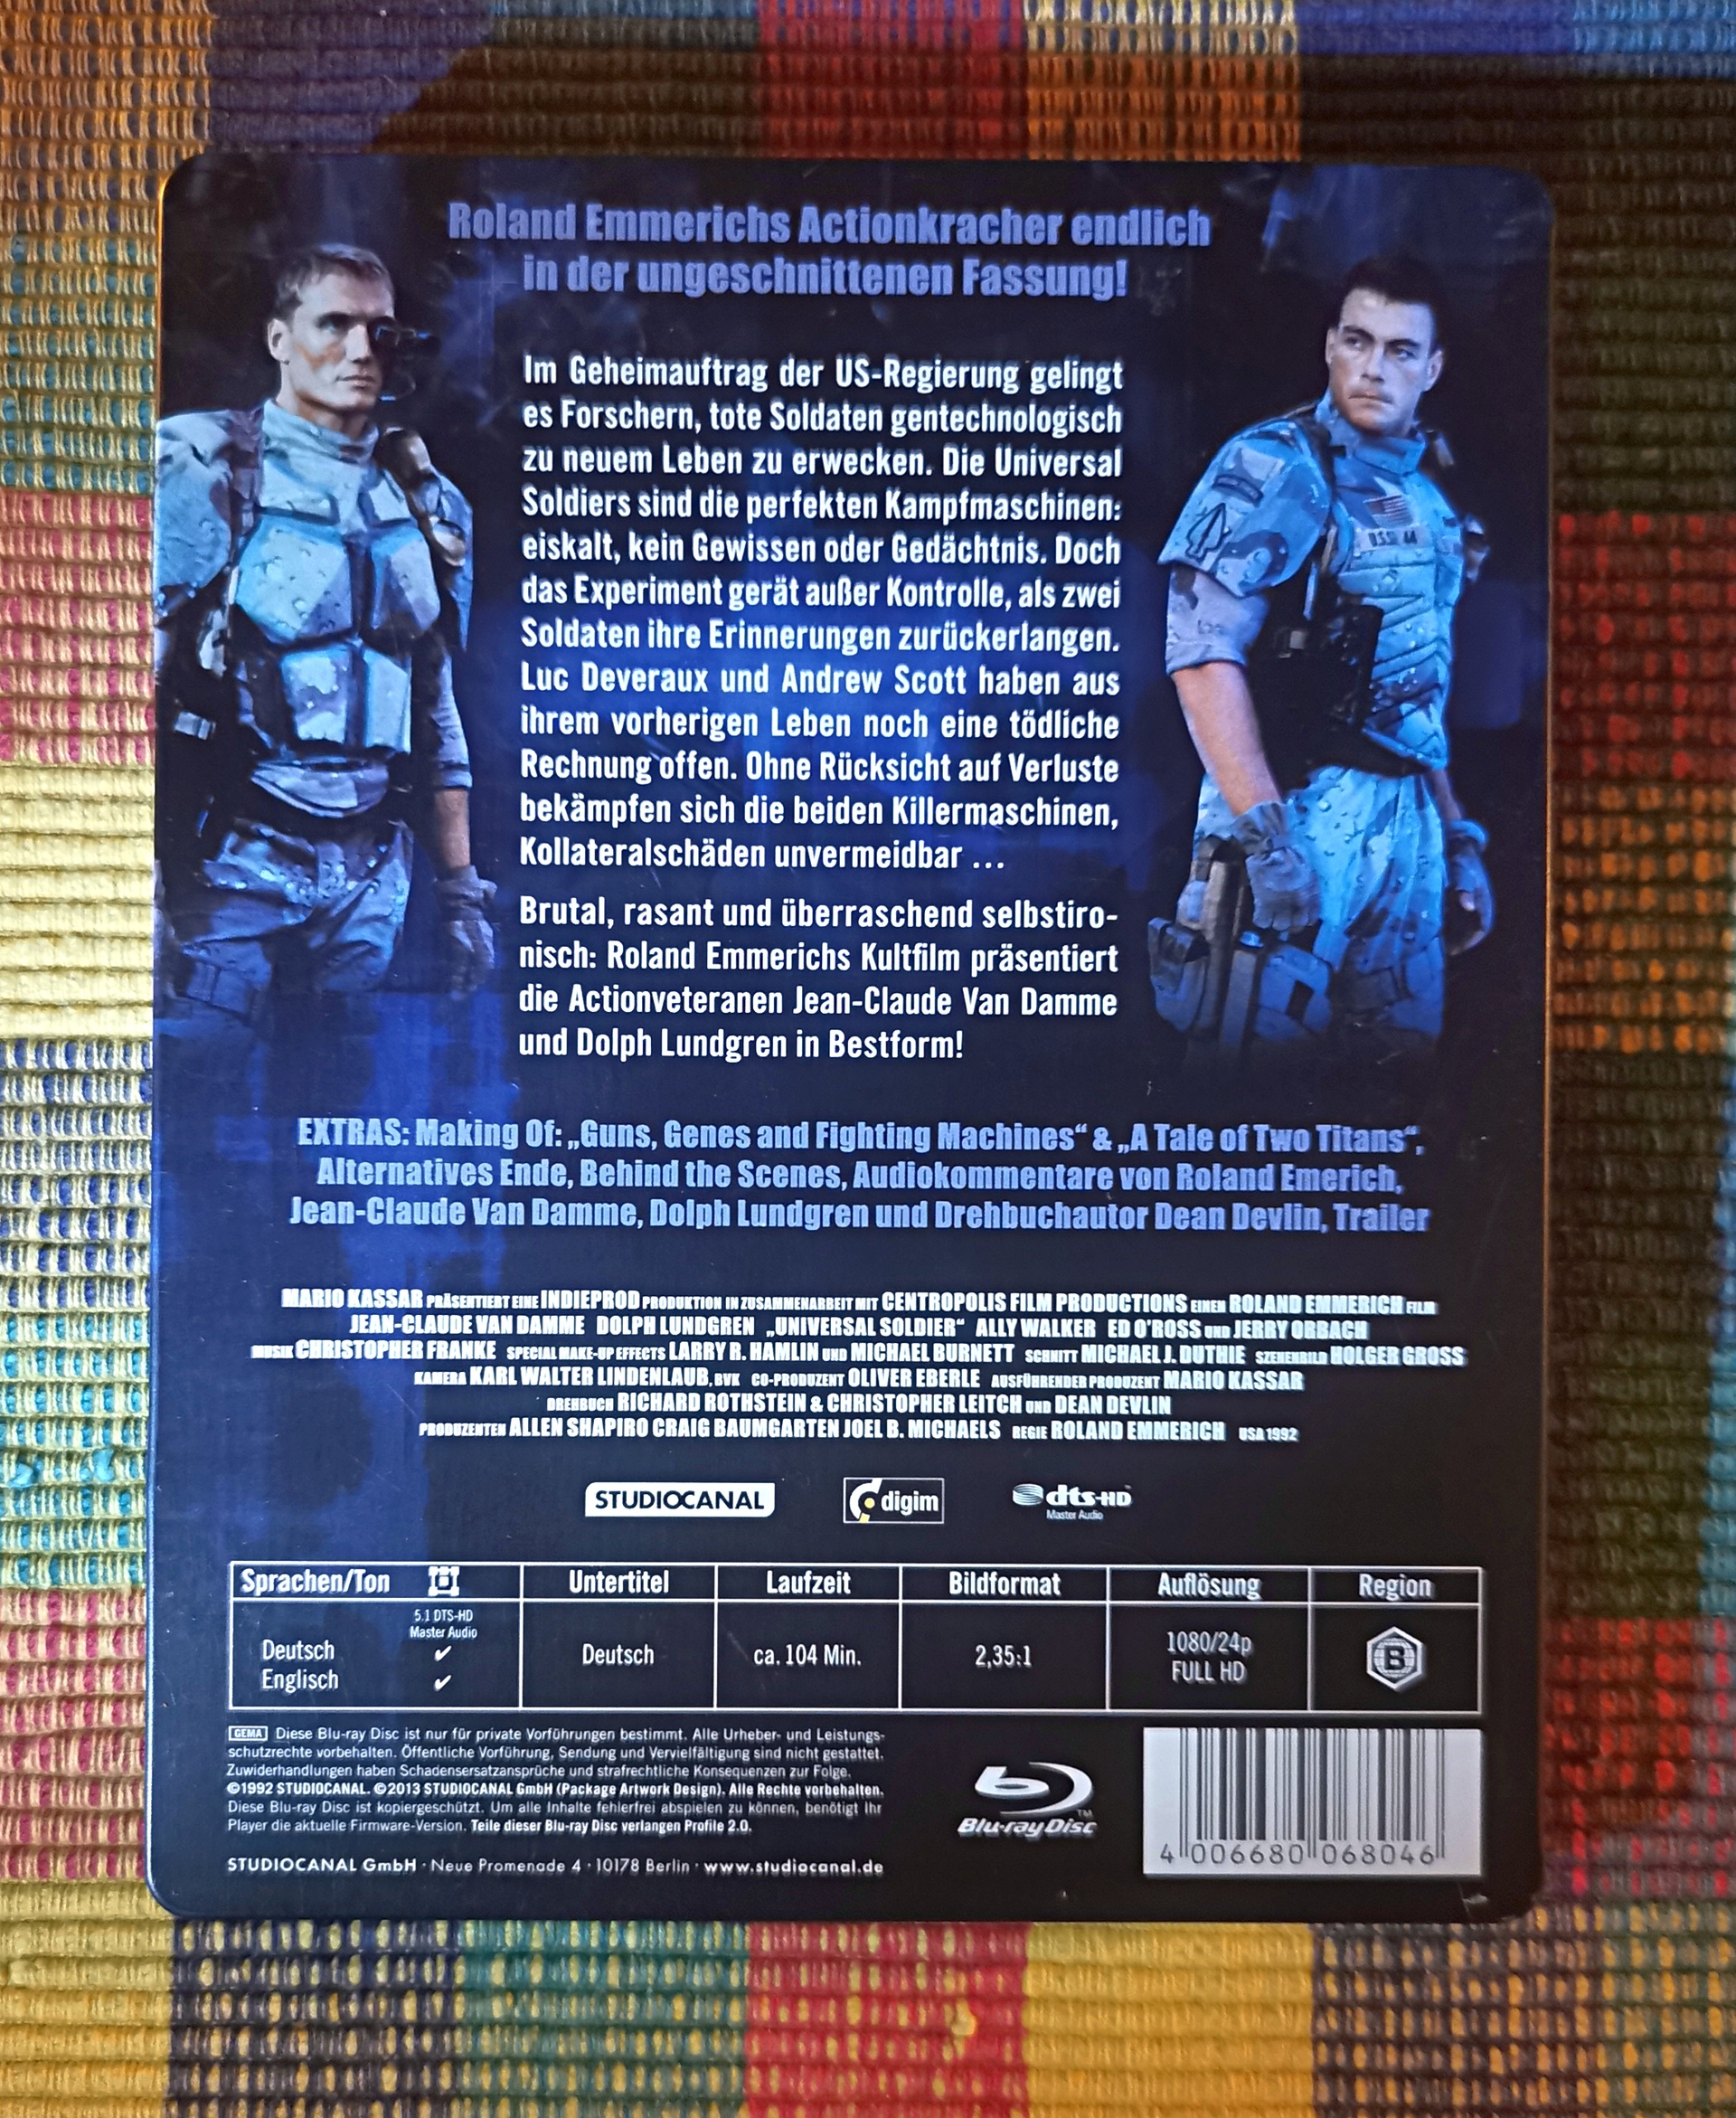 Roland Emmerichs Actionkracher endlich
in der ungeschnittenen Fassung!
Im Geheimauftrag der US-Regierung gelingt
es Forschern, tote Soldaten gentechnologisch
zu neuem Leben zu erwecken. Die Universal
Soldiers sind die perfekten Kampfmaschinen:
eiskalt, kein Gewissen oder Gedächtnis. Doch
das Experiment gerät außer Kontrolle, als zwei
Soldaten ihre Erinnerungen zurückerlangen.
Luc Deveraux und Andrew Scott haben aus
ihrem vorherigen Leben noch eine tödliche
Rechnung offen. Ohne Rücksicht auf Verluste
bekämpfen sich die beiden Killermaschinen,
Kollateralschäden unvermeidbar ...
Brutal, rasant und überraschend selbstiro-
nisch: Roland Emmerichs Kultfilm präsentiert
die Actionveteranen Jean-Claude Van Damme
und Dolph Lundgren in Bestform!
EXTRAS: Making Of: „Guns, Genes and Fighting Machines“ & „A Tale of Two Titans“,
Alternatives Ende, Behind the Scenes, Audiokommentare von Roland Emerich,
Jean-Claude Van Damme, Dolph Lundgren und Drehbuchautor Dean Devlin, Trailer
MARIO KASSAR PRÄSENTIERT EINE INDIEPROD PRODUKTION IN ZUSAMMENARBEIT MIT CENTROPOLIS FILM PRODUCTIONS EINEN ROLAND EMMERICH FILM
JEAN-CLAUDE VAN DAMME DOLPH LUNDGREN „UNIVERSAL SOLDIER“ ALLY WALKER ED O'ROSS UND JERRY ORBACH
MUSIK CHRISTOPHER FRANKE SPECIAL MAKE-UP EFFECTS LARRY R. HAMLIN UND MICHAEL BURNETT SCHNITT MICHAEL J. DUTHIE SZENENBILD HOLGER GROSS
KAMERA KARL WALTER LINDENLAUB, BVK CO-PRODUZENT OLIVER EBERLE AUSFÜHRENDER PRODUZENT MARIO KASSAR
DREHBUCH RICHARD ROTHSTEIN & CHRISTOPHER LEITCH UND DEAN DEVLIN
PRODUZENTEN ALLEN SHAPIRO CRAIG BAUMGARTEN JOEL B. MICHAELS REGIE ROLAND EMMERICH USA 1992
STUDIOCANAL digim dts-HD
Master Audio
Sprachen/Ton Untertitel Laufzeit Bildformat Auflösung Region
5.1 DTS-HD
Master Audio
Deutsch ✔ Deutsch ca. 104 Min. 2,35:1 1080/24p B
Englisch ✔ FULL HD
GEMA Diese Blu-ray Disc ist nur für private Vorführungen bestimmt. Alle Urheber- und Leistungs-
schutzrechte vorbehalten. Öffentliche Vorführung, Sendung und Vervielfältigung sind nicht gestattet.
Zuwiderhandlungen haben Schadensersatzansprüche und strafrechtliche Konsequenzen zur Folge.
©1992 STUDIOCANAL. ©2013 STUDIOCANAL GmbH (Package Artwork Design). Alle Rechte vorbehalten.
Diese Blu-ray Disc ist kopiergeschützt. Um alle Inhalte fehlerfrei abspielen zu können, benötigt Ihr
Player die aktuelle Firmware-Version. Teile dieser Blu-ray Disc verlangen Profile 2.0.
STUDIOCANAL GmbH · Neue Promenade 4 · 10178 Berlin · www.studiocanal.de
Blu-ray Disc TM
4 006680 068046